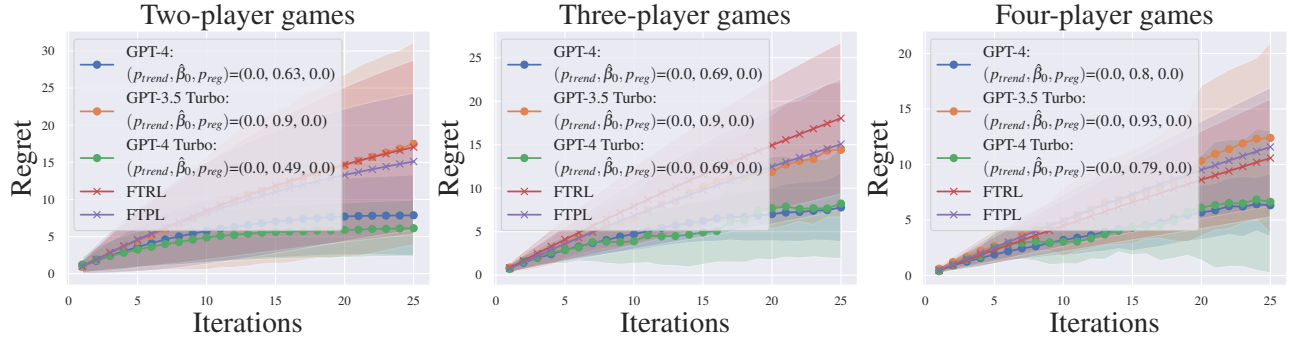 Two-player games
Regret
30
25
20
15
10
5
0
GPT-4:
(p_trend, β̂_0, p_reg)=(0.0, 0.63, 0.0)
GPT-3.5 Turbo:
(p_trend, β̂_0, p_reg)=(0.0, 0.9, 0.0)
GPT-4 Turbo:
(p_trend, β̂_0, p_reg)=(0.0, 0.49, 0.0)
FTRL
FTPL
0 5 10 15 20 25
Iterations
Three-player games
Regret
25
20
15
10
5
0
GPT-4:
(p_trend, β̂_0, p_reg)=(0.0, 0.69, 0.0)
GPT-3.5 Turbo:
(p_trend, β̂_0, p_reg)=(0.0, 0.9, 0.0)
GPT-4 Turbo:
(p_trend, β̂_0, p_reg)=(0.0, 0.69, 0.0)
FTRL
FTPL
0 5 10 15 20 25
Iterations
Four-player games
Regret
20
15
10
5
0
GPT-4:
(p_trend, β̂_0, p_reg)=(0.0, 0.8, 0.0)
GPT-3.5 Turbo:
(p_trend, β̂_0, p_reg)=(0.0, 0.93, 0.0)
GPT-4 Turbo:
(p_trend, β̂_0, p_reg)=(0.0, 0.79, 0.0)
FTRL
FTPL
0 5 10 15 20 25
Iterations